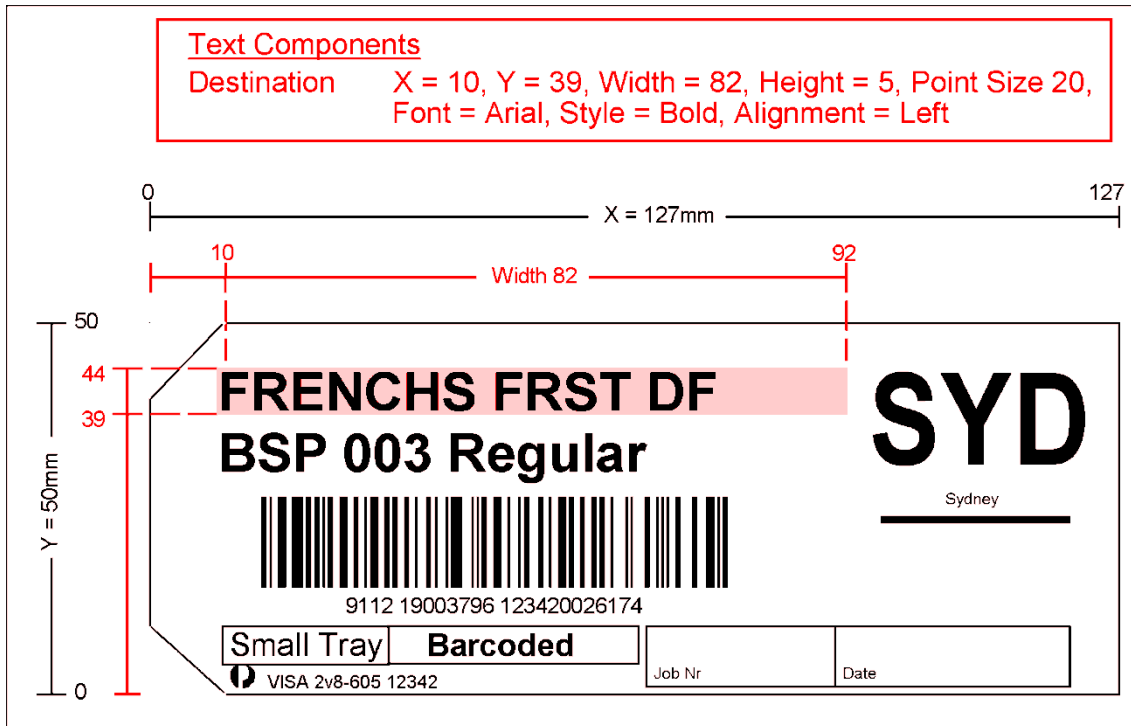 Text Components
Destination X = 10, Y = 39, Width = 82, Height = 5, Point Size 20,
Font = Arial, Style = Bold, Alignment = Left
0 127
X = 127mm
10 92
Width 82
50
44
39
Y = 50mm
0
FRENCHS FRST DF
BSP 003 Regular
SYD
Sydney
9112 19003796 123420026174
Small Tray Barcoded
Job Nr Date
VISA 2v8-605 12342